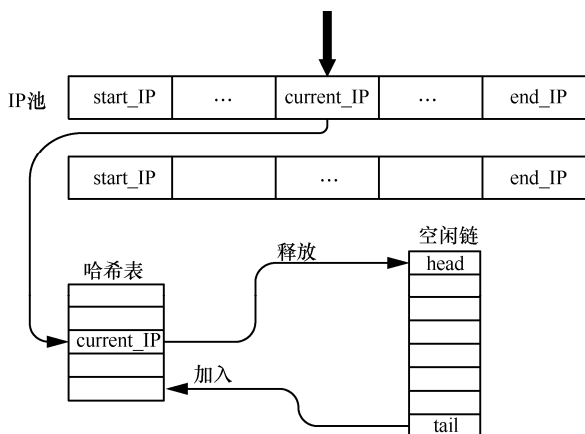 IP池 start_IP … current_IP … end_IP
start_IP … end_IP
空闲链
释放
哈希表
head
current_IP
加入
tail